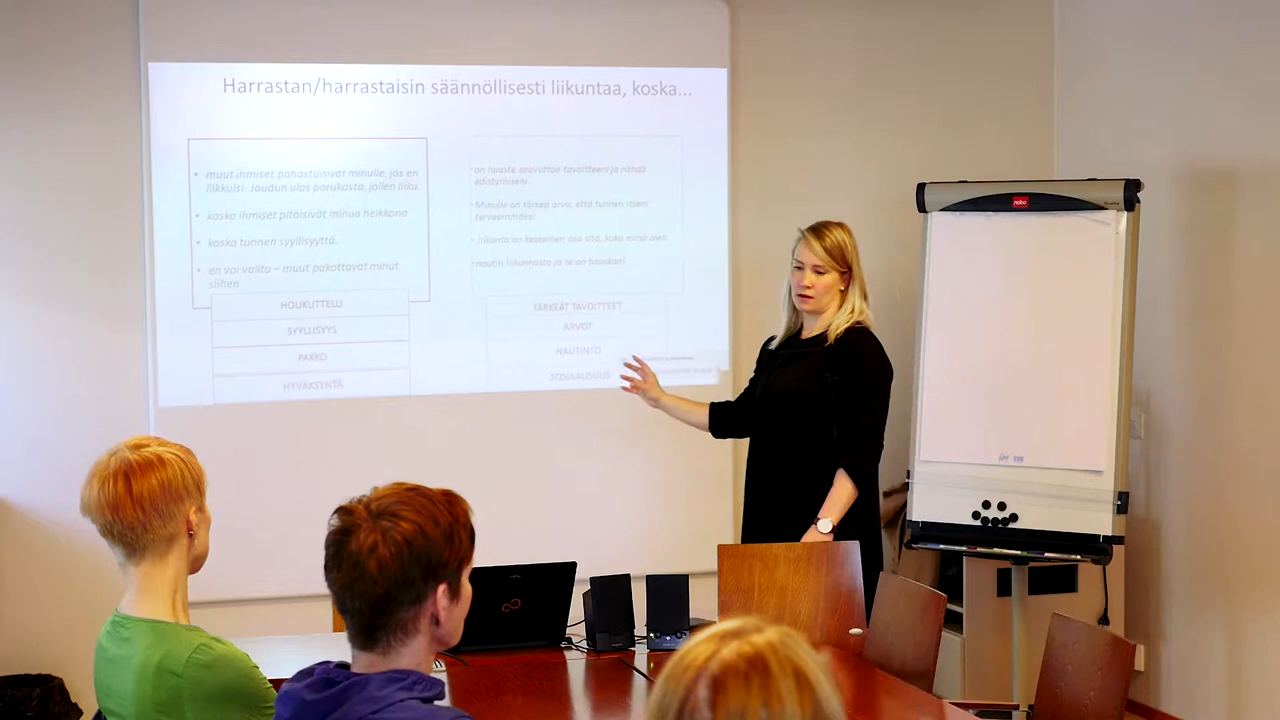 Harrastan/harrastaisin säännöllisesti liikuntaa, koska...
• muut ihmiset panastuisivat minulle, jos en
liikkuisi. Joudun ulos porukasta, jollen liiku.
• koska ihmiset pitäisivät minua heikkona
• koska tunnen syyllisyyttä.
• en voi valita – muut pakottavat minut
siihen
HOUKUTTELU
SYYLLISYYS
PAKKO
HYVÄKSYNTÄ
on haaste saavuttaa tavoitteeni ja nähdä
edistymiseni
Minulle on tärkeä arvo, että tunnen itseni
terveemmäksi
liikunta on keskeinen osa sitä, kuka minä olen
nautin liikunnasta ja se on hauskaa!
TÄRKEÄT TAVOITTEET
ARVOT
NAUTINTO
SOSIAALISUUS
nobo